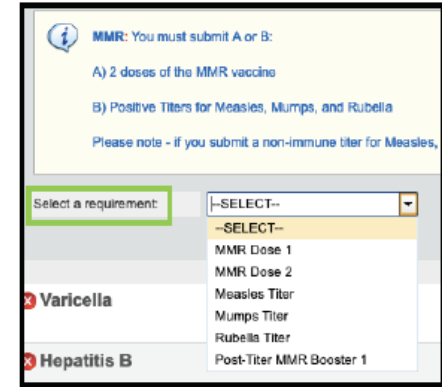 MMR: You must submit A or B:
A) 2 doses of the MMR vaccine
B) Positive Titers for Measles, Mumps, and Rubella
Please note - if you submit a non-immune titer for Measles,
Select a requirement: --SELECT--
--SELECT--
MMR Dose 1
MMR Dose 2
Measles Titer
Mumps Titer
Rubella Titer
Post-Titer MMR Booster 1
Varicella
Hepatitis B